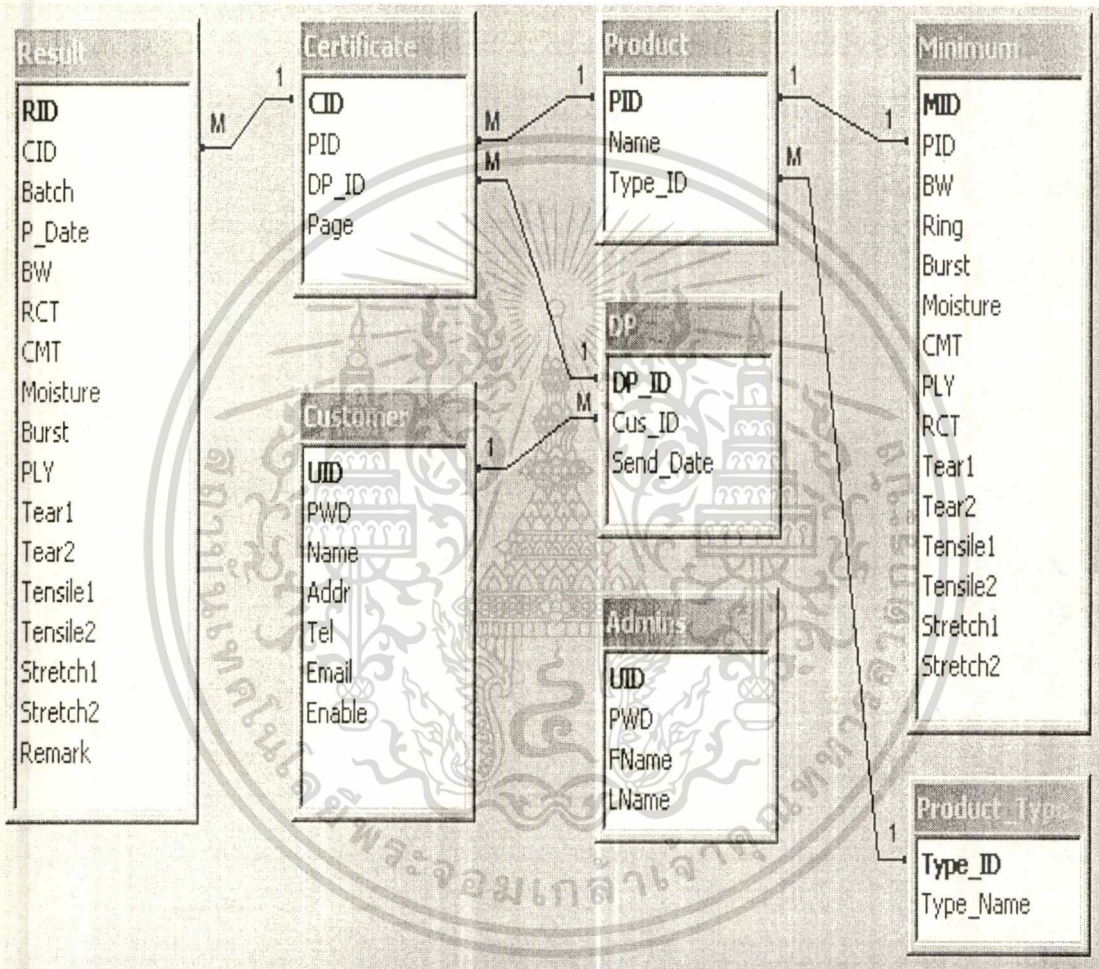 Result
RID
CID
Batch
P_Date
BW
RCT
CMT
Moisture
Burst
PLY
Tear1
Tear2
Tensile1
Tensile2
Stretch1
Stretch2
Remark
M
1
Certificate
CID
PID
DP_ID
Page
M
M
1
1
Product
PID
Name
Type_ID
1
M
1
Minimum
MID
PID
BW
Ring
Burst
Moisture
CMT
PLY
RCT
Tear1
Tear2
Tensile1
Tensile2
Stretch1
Stretch2
Customer
UID
PWD
Name
Addr
Tel
Email
Enable
1
M
DP
DP_ID
Cus_ID
Send_Date
Admins
UID
PWD
FName
LName
1
Product_Type
Type_ID
Type_Name